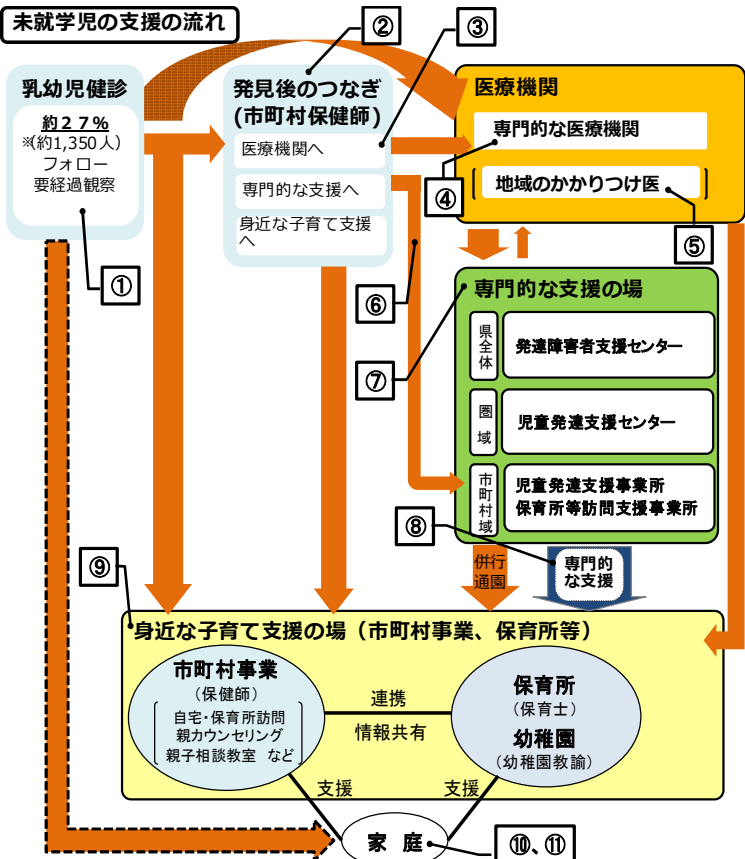 未就学児の支援の流れ
②
③
乳幼児健診
約27%
※(約1,350人)
フォロー
要経過観察
①
発見後のつなぎ
(市町村保健師)
医療機関へ
専門的な支援へ
身近な子育て支援
へ
医療機関
専門的な医療機関
④
地域のかかりつけ医
⑤
⑥
専門的な支援の場
⑦
県全体
発達障害者支援センター
圏域
児童発達支援センター
市町村域
児童発達支援事業所
保育所等訪問支援事業所
⑧
併行
通園
専門的
な支援
⑨
身近な子育て支援の場（市町村事業、保育所等）
市町村事業
（保健師）
自宅・保育所訪問
親カウンセリング
親子相談教室 など
連携
情報共有
保育所
（保育士）
幼稚園
（幼稚園教諭）
支援
支援
家 庭
⑩、⑪